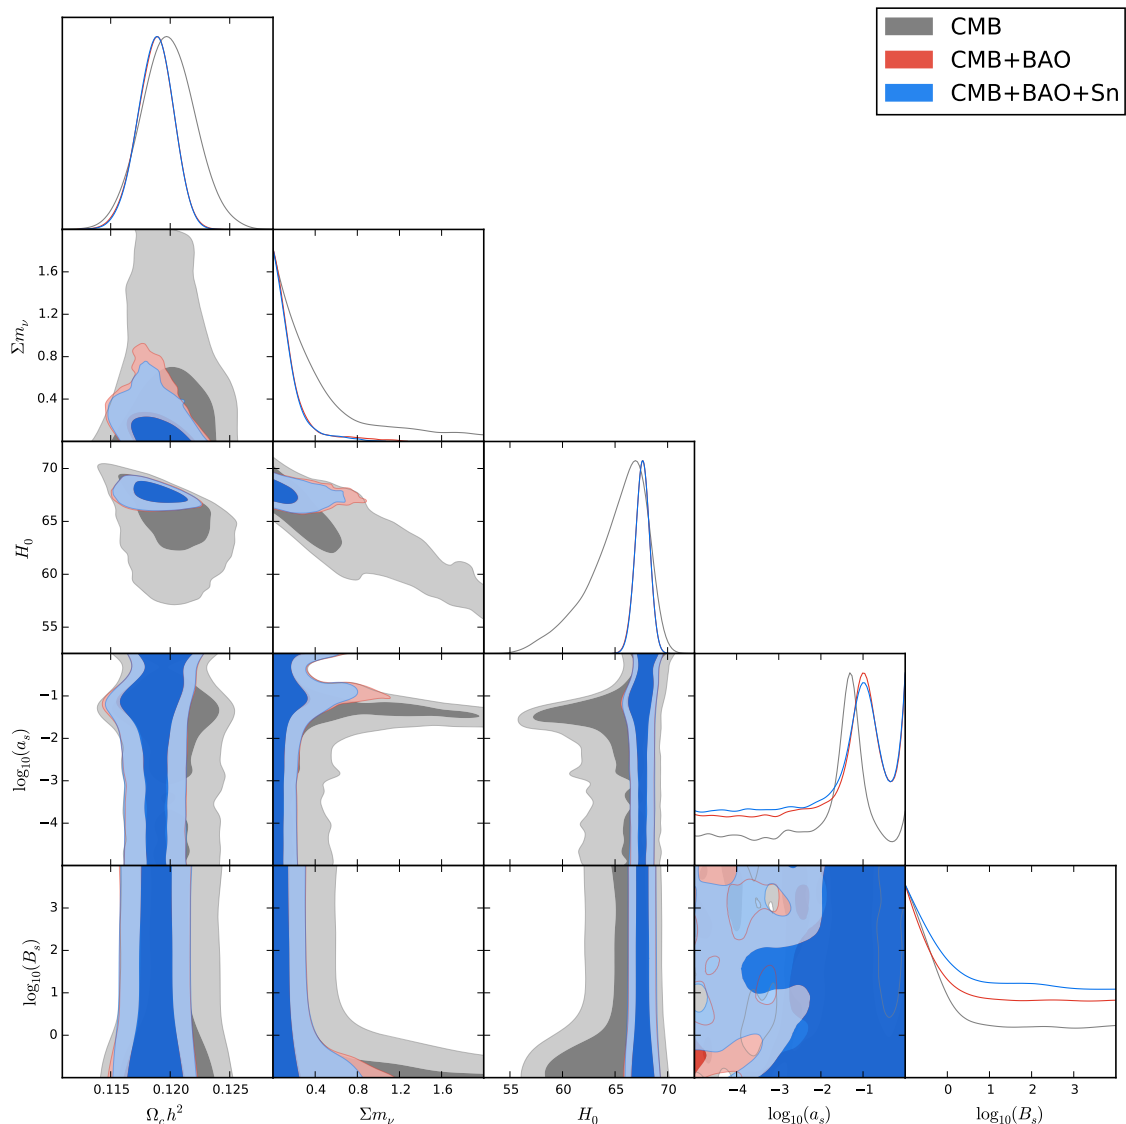 CMB
CMB+BAO
CMB+BAO+Sn
1.6
1.2
0.8
0.4
Σm_ν
70
65
60
55
H_0
−1
−2
−3
−4
log_10(a_s)
3
2
1
0
log_10(B_s)
0.115 0.120 0.125
0.4 0.8 1.2 1.6
55 60 65 70
−4 −3 −2 −1
0 1 2 3
Ω_c h^2
Σm_ν
H_0
log_10(a_s)
log_10(B_s)